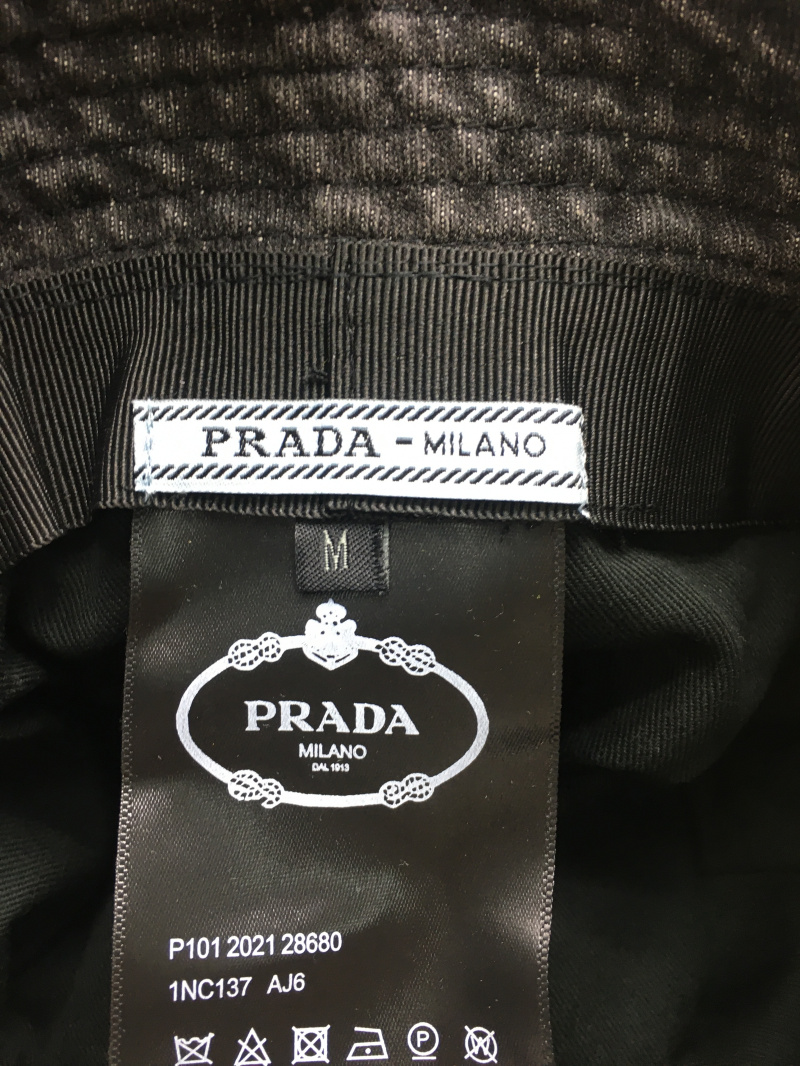 PRADA - MILANO
M
PRADA
MILANO
DAL 1913
P101 2021 28680
1NC137 AJ6
P
W